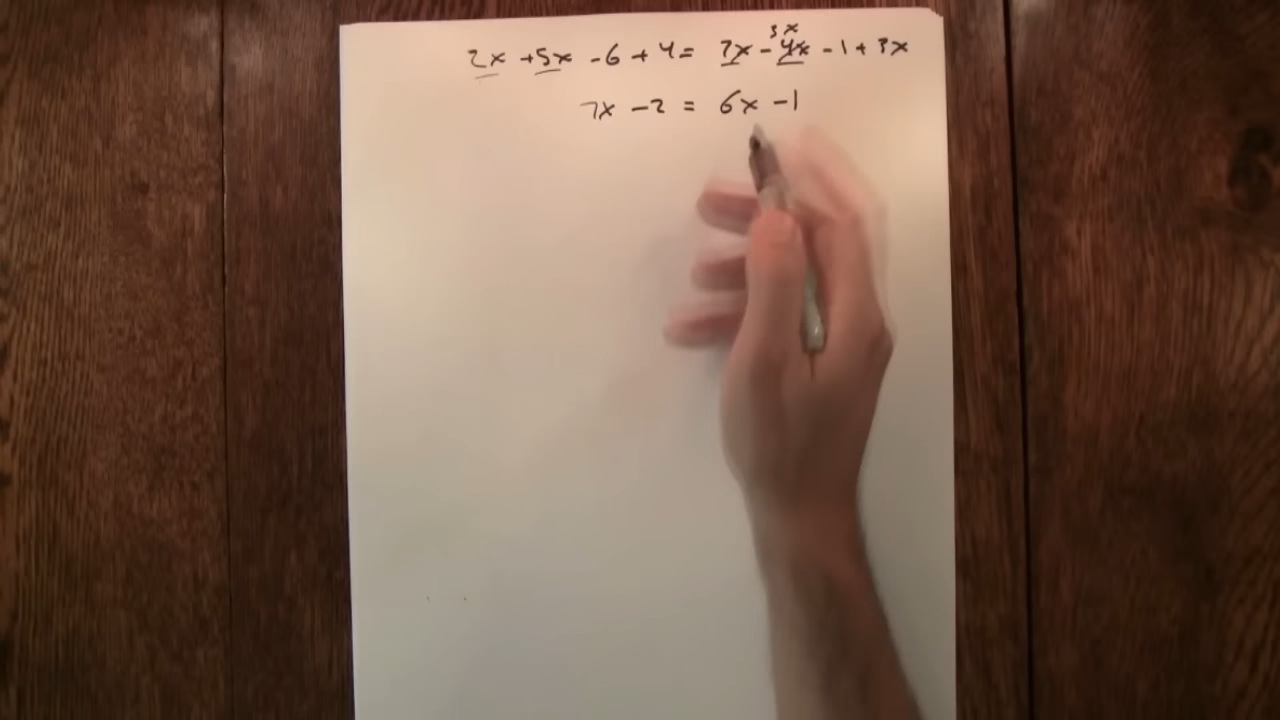 3x
2x +5x -6 +4 = 7x - 4x - 1 + 3x
7x - 2 = 6x - 1